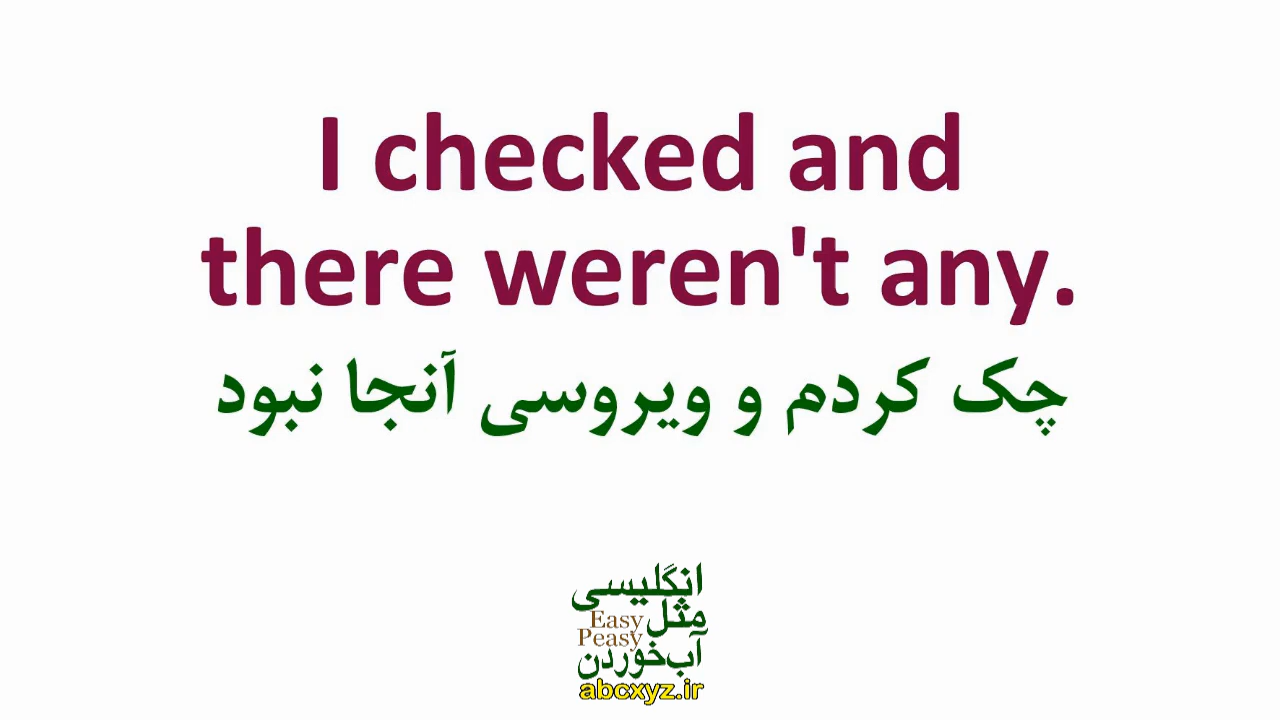 I checked and
there weren't any.
چک کردم و ویروسی آنجا نبود
انگلیسی
مثل
Easy
Peasy
آب‌خوردن
abcxyz.ir